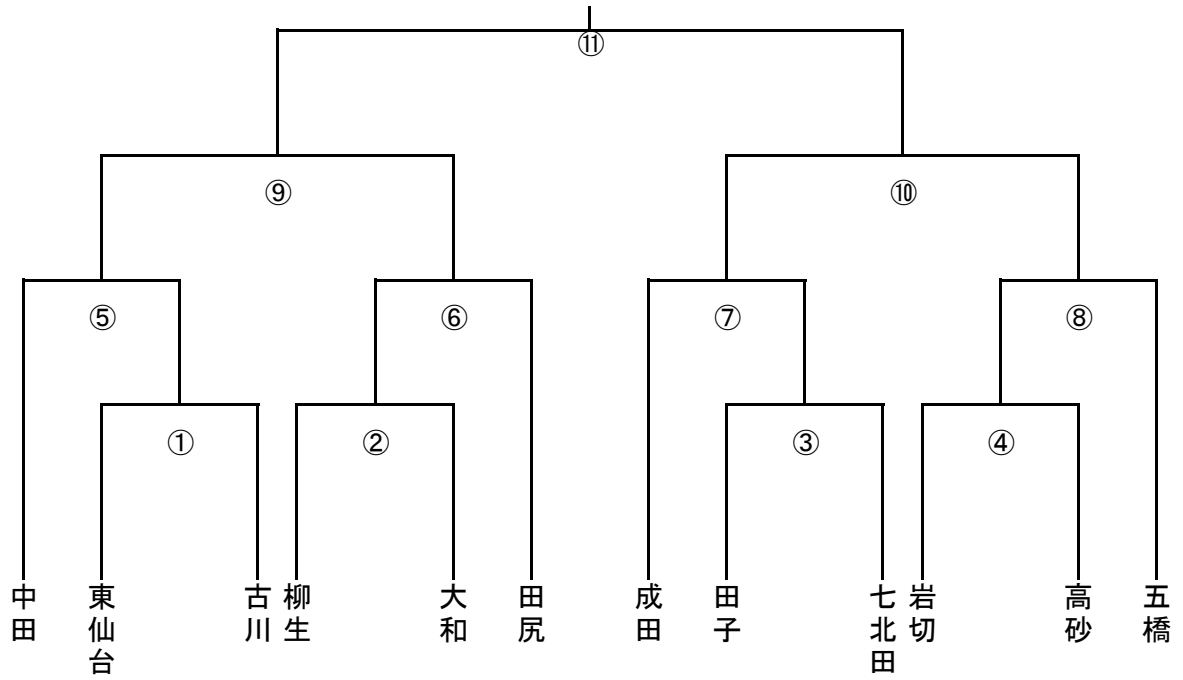 ⑪
⑨
⑩
⑤
⑥
⑦
⑧
①
②
③
④
中田
東仙台
古川
柳生
大和
田尻
成田
田子
七北田
岩切
高砂
五橋